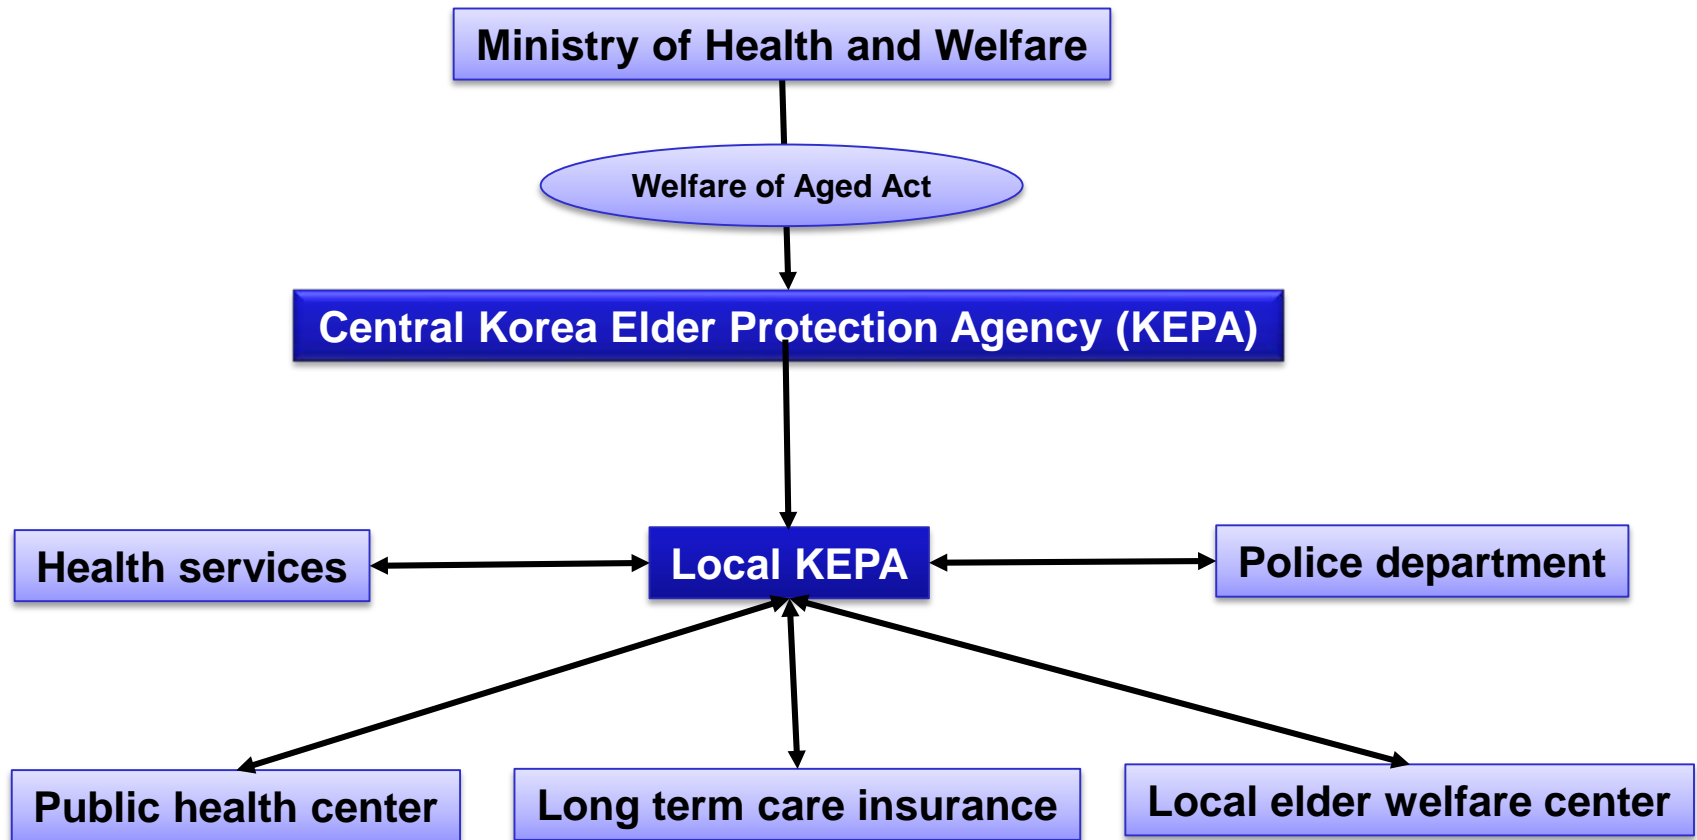 Ministry of Health and Welfare
Welfare of Aged Act
Central Korea Elder Protection Agency (KEPA)
Health services
Local KEPA
Police department
Public health center
Long term care insurance
Local elder welfare center